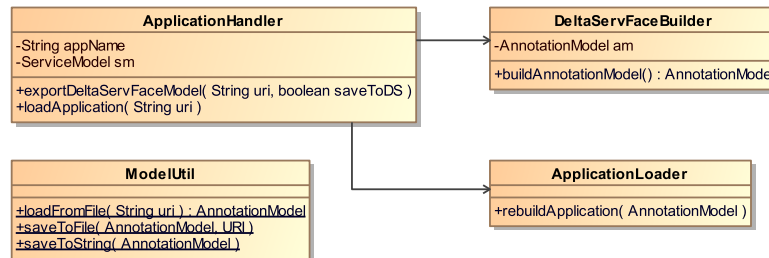 ApplicationHandler
-String appName
-ServiceModel sm
+exportDeltaServFaceModel( String uri, boolean saveToDS )
+loadApplication( String uri )
DeltaServFaceBuilder
-AnnotationModel am
+buildAnnotationModel() : AnnotationMode
ModelUtil
+loadFromFile( String uri ) : AnnotationModel
+saveToFile( AnnotationModel, URI )
+saveToString( AnnotationModel )
ApplicationLoader
+rebuildApplication( AnnotationModel )